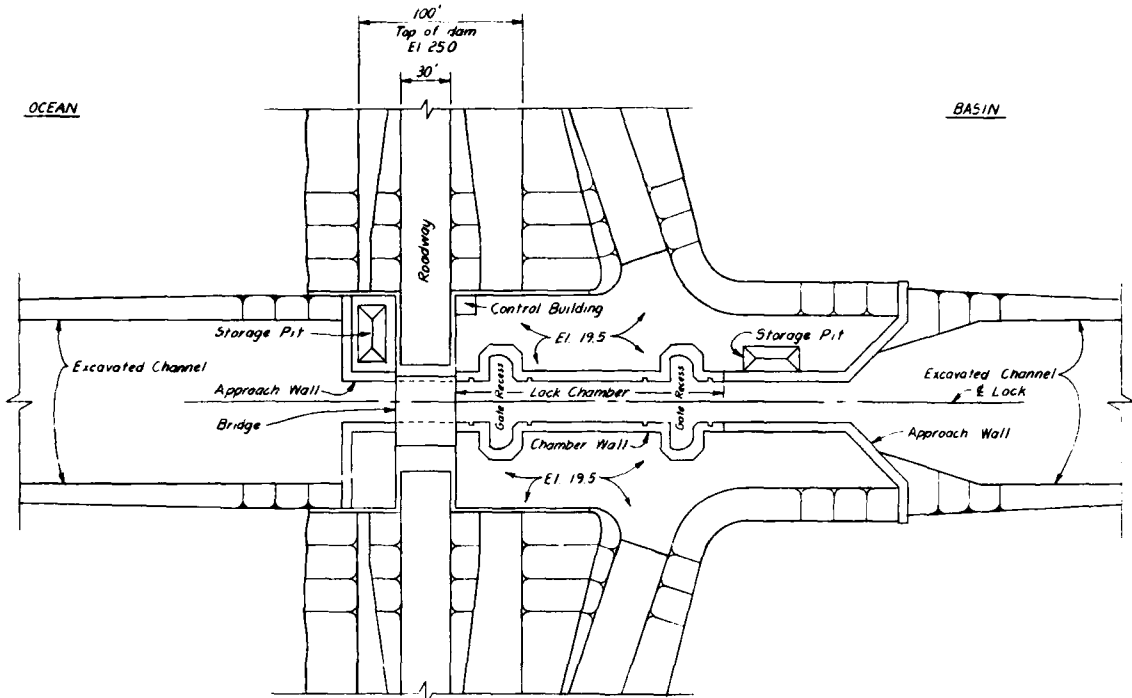 100'
Top of dam
El 25.0
30'
OCEAN
BASIN
Roadway
Control Building
Storage Pit
El. 19.5
Storage Pit
Excavated Channel
Approach Wall
Gate Recess
Lock Chamber
Gate Recess
Excavated Channel
℄ Lock
Bridge
Chamber Wall
Approach Wall
El. 19.5